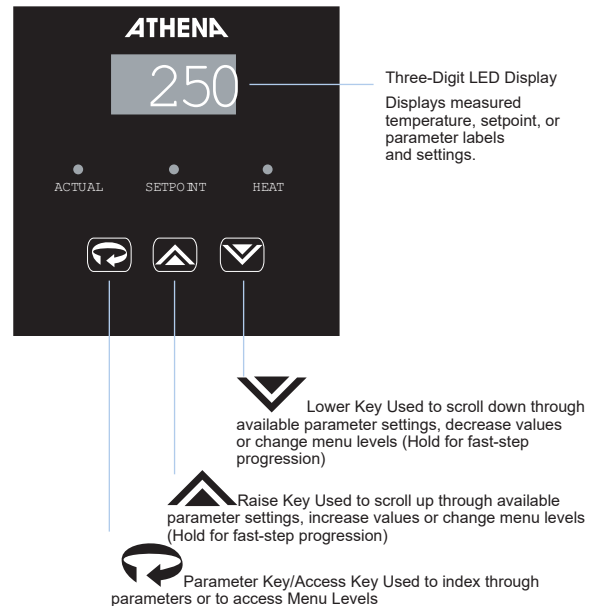 ATHENA
250
Three-Digit LED Display
Displays measured
temperature, setpoint, or
parameter labels
and settings.
ACTUAL
SETPOINT
HEAT
Lower Key Used to scroll down through
available parameter settings, decrease values
or change menu levels (Hold for fast-step
progression)
Raise Key Used to scroll up through available
parameter settings, increase values or change menu levels
(Hold for fast-step progression)
Parameter Key/Access Key Used to index through
parameters or to access Menu Levels